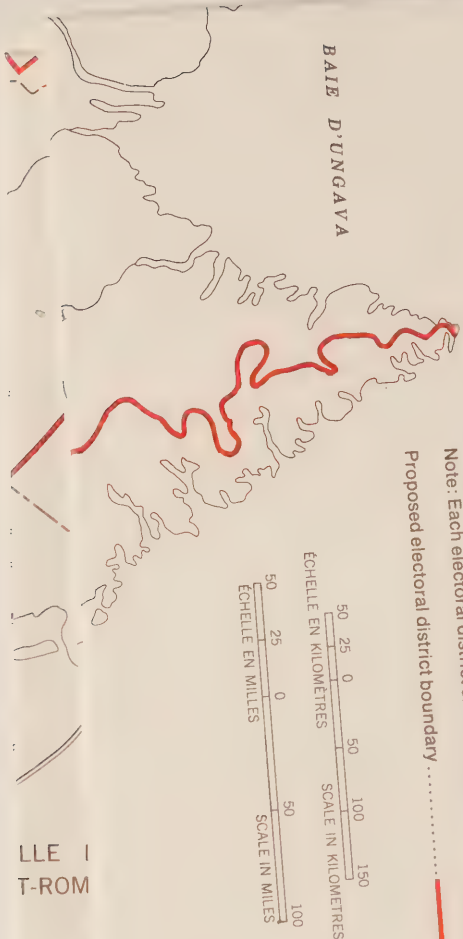 BAIE D'UNGAVA
Note: Each electoral
Proposed electoral district boundary ..............
ÉCHELLE EN KILOMÈTRES SCALE IN KILOMETRES
50 25 0 50 100 150
50 25 0 50 100
ÉCHELLE EN MILLES SCALE IN MILES
LLE I
T-ROM